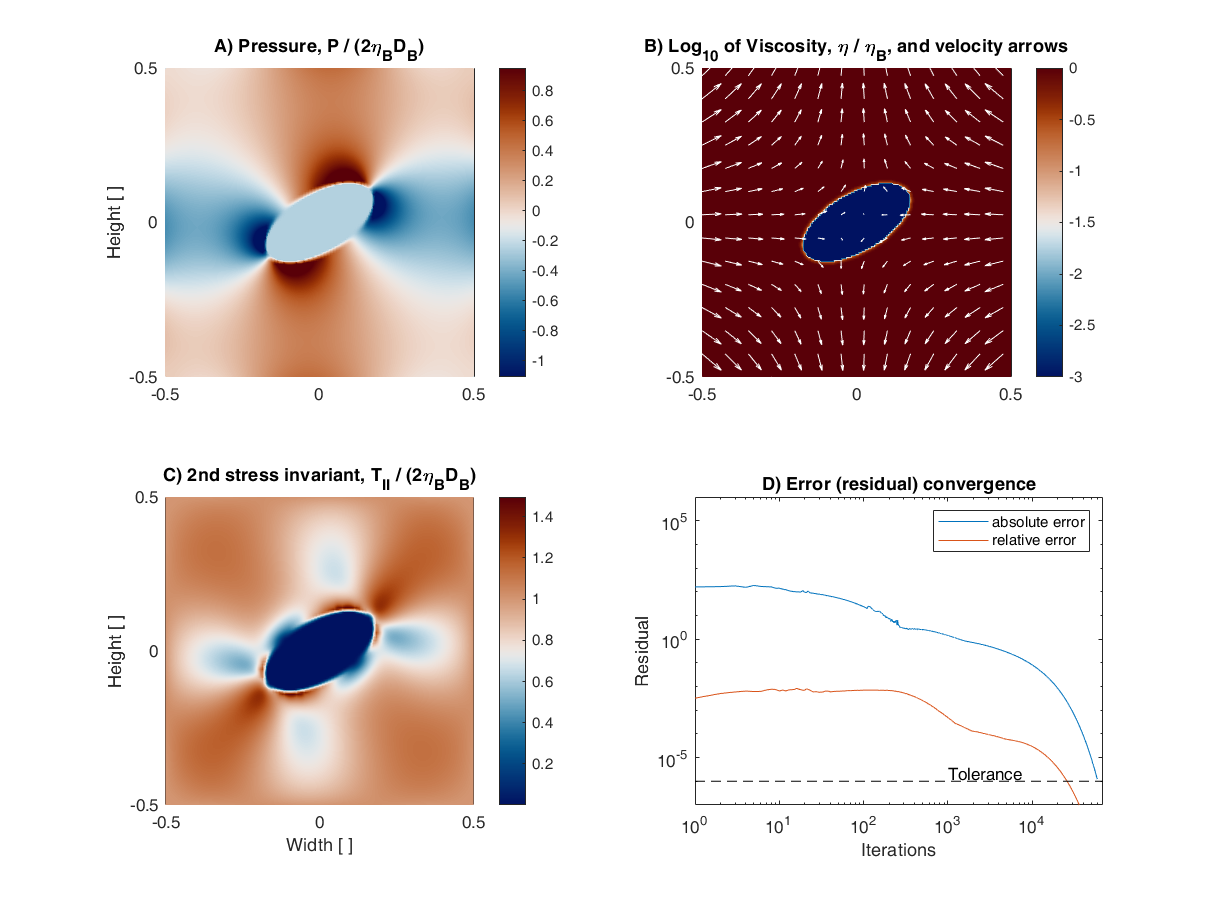 A) Pressure, P / (2η_B D_B)
0.5
0
-0.5
Height [ ]
-0.5 0 0.5
0.8
0.6
0.4
0.2
0
-0.2
-0.4
-0.6
-0.8
-1
B) Log_10 of Viscosity, η / η_B, and velocity arrows
0.5
0
-0.5
-0.5 0 0.5
0
-0.5
-1
-1.5
-2
-2.5
-3
C) 2nd stress invariant, T_II / (2η_B D_B)
0.5
0
-0.5
Height [ ]
-0.5 0 0.5
Width [ ]
1.4
1.2
1
0.8
0.6
0.4
0.2
D) Error (residual) convergence
absolute error
relative error
10^5
10^0
10^-5
Residual
Tolerance
10^0 10^1 10^2 10^3 10^4
Iterations